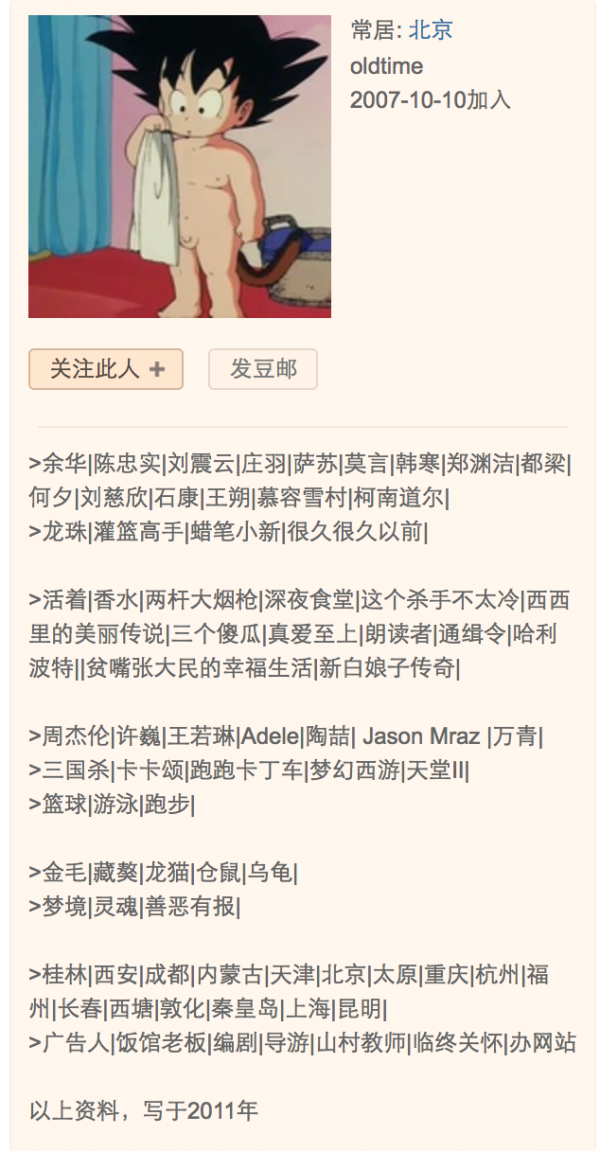 常居: 北京
oldtime
2007-10-10加入
关注此人 +
发豆邮
>余华|陈忠实|刘震云|庄羽|萨苏|莫言|韩寒|郑渊洁|都梁|
何夕|刘慈欣|石康|王朔|慕容雪村|柯南道尔|
>龙珠|灌篮高手|蜡笔小新|很久很久以前|
>活着|香水|两杆大烟枪|深夜食堂|这个杀手不太冷|西西
里的美丽传说|三个傻瓜|真爱至上|朗读者|通缉令|哈利
波特||贫嘴张大民的幸福生活|新白娘子传奇|
>周杰伦|许巍|王若琳|Adele|陶喆| Jason Mraz |万青|
>三国杀|卡卡颂|跑跑卡丁车|梦幻西游|天堂II|
>篮球|游泳|跑步|
>金毛|藏獒|龙猫|仓鼠|乌龟|
>梦境|灵魂|善恶有报|
>桂林|西安|成都|内蒙古|天津|北京|太原|重庆|杭州|福
州|长春|西塘|敦化|秦皇岛|上海|昆明|
>广告人|饭馆老板|编剧|导游|山村教师|临终关怀|办网站
以上资料，写于2011年